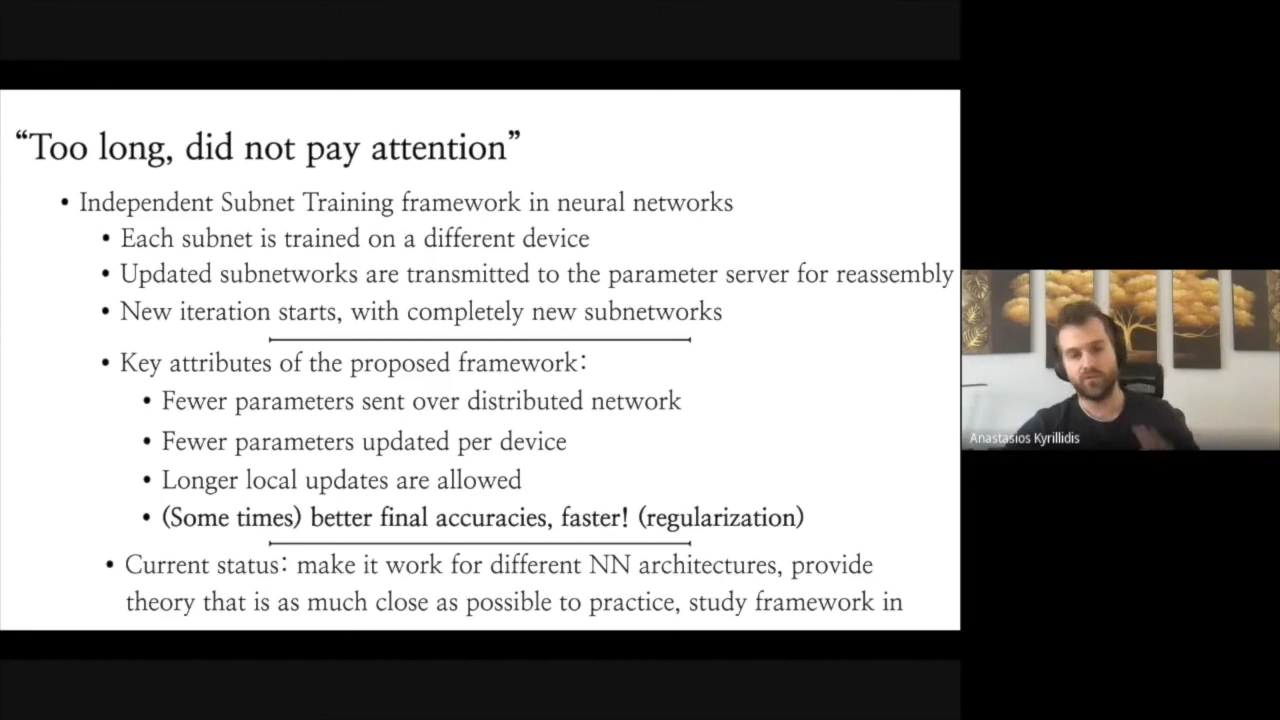 “Too long, did not pay attention”
• Independent Subnet Training framework in neural networks
• Each subnet is trained on a different device
• Updated subnetworks are transmitted to the parameter server for reassembly
• New iteration starts, with completely new subnetworks
• Key attributes of the proposed framework:
• Fewer parameters sent over distributed network
• Fewer parameters updated per device
• Longer local updates are allowed
• (Some times) better final accuracies, faster! (regularization)
• Current status: make it work for different NN architectures, provide
theory that is as much close as possible to practice, study framework in
Anastasios Kyrillidis